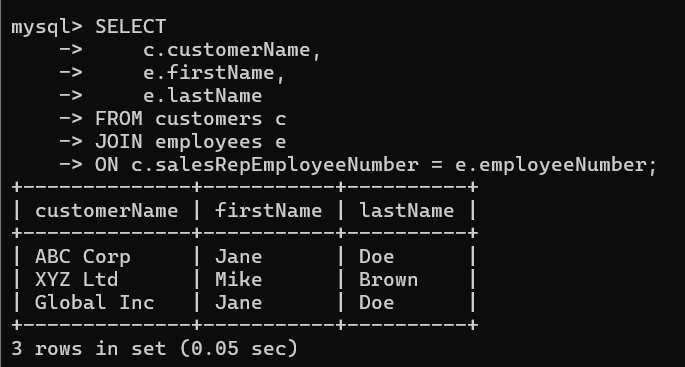 mysql> SELECT
    ->     c.customerName,
    ->     e.firstName,
    ->     e.lastName
    -> FROM customers c
    -> JOIN employees e
    -> ON c.salesRepEmployeeNumber = e.employeeNumber;
+--------------+-----------+----------+
| customerName | firstName | lastName |
+--------------+-----------+----------+
| ABC Corp     | Jane      | Doe      |
| XYZ Ltd      | Mike      | Brown    |
| Global Inc   | Jane      | Doe      |
+--------------+-----------+----------+
3 rows in set (0.05 sec)